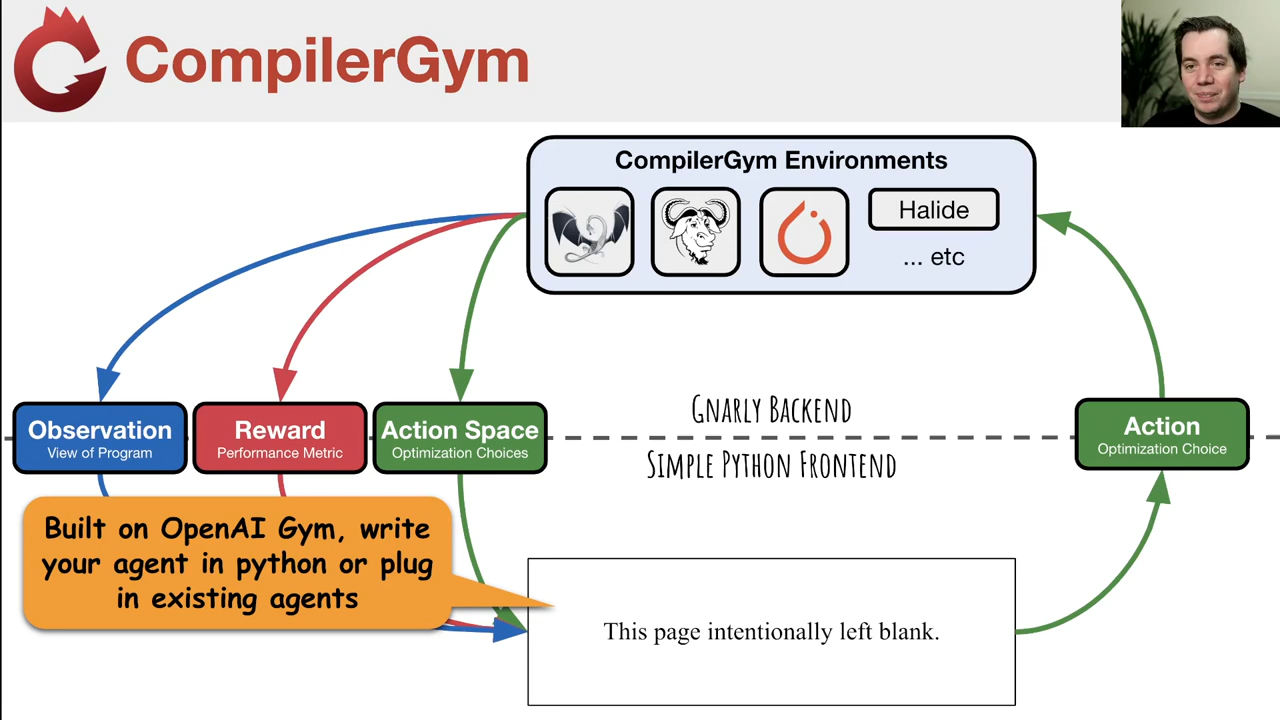 CompilerGym
CompilerGym Environments
Halide
... etc
Observation
View of Program
Reward
Performance Metric
Action Space
Optimization Choices
Gnarly Backend
Simple Python Frontend
Action
Optimization Choice
Built on OpenAI Gym, write
your agent in python or plug
in existing agents
This page intentionally left blank.